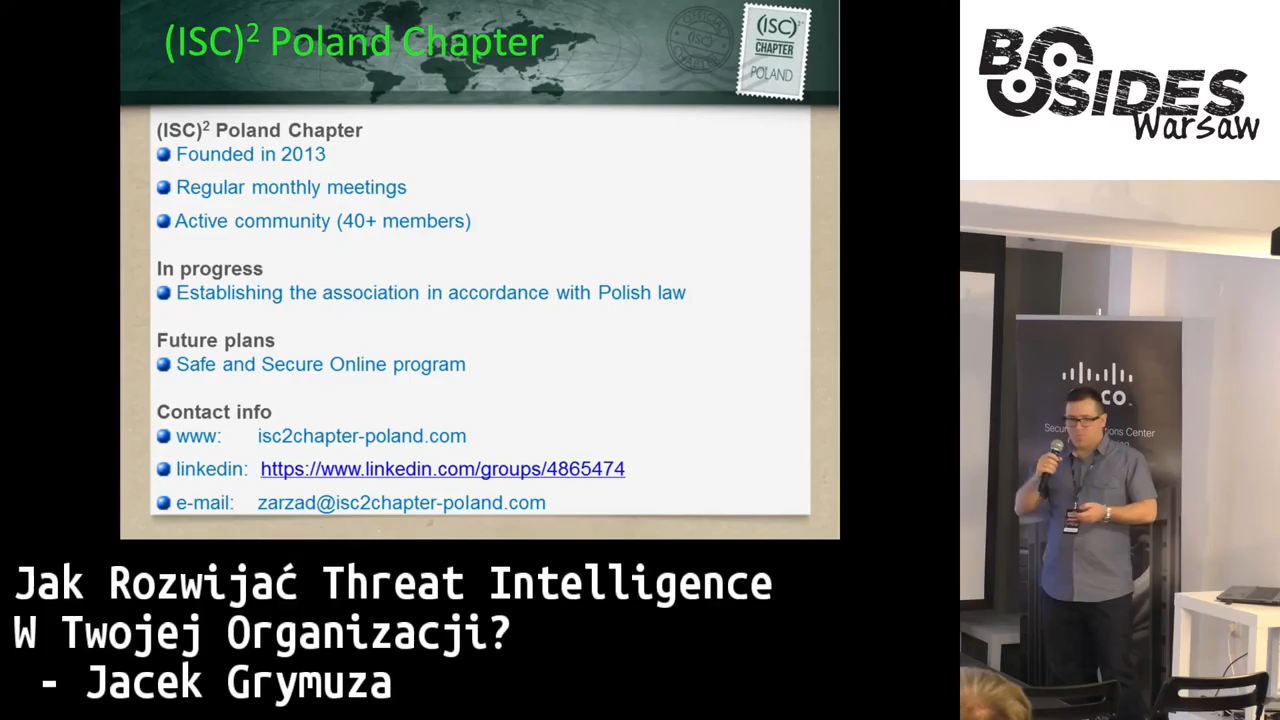 (ISC)² Poland Chapter
(ISC)²
CHAPTER
POLAND
(ISC)² Poland Chapter
Founded in 2013
Regular monthly meetings
Active community (40+ members)
In progress
Establishing the association in accordance with Polish law
Future plans
Safe and Secure Online program
Contact info
www: isc2chapter-poland.com
linkedin: https://www.linkedin.com/groups/4865474
e-mail: zarzad@isc2chapter-poland.com
BSIDES
Warsaw
co
Center
Jak Rozwijać Threat Intelligence
W Twojej Organizacji?
- Jacek Grymuza